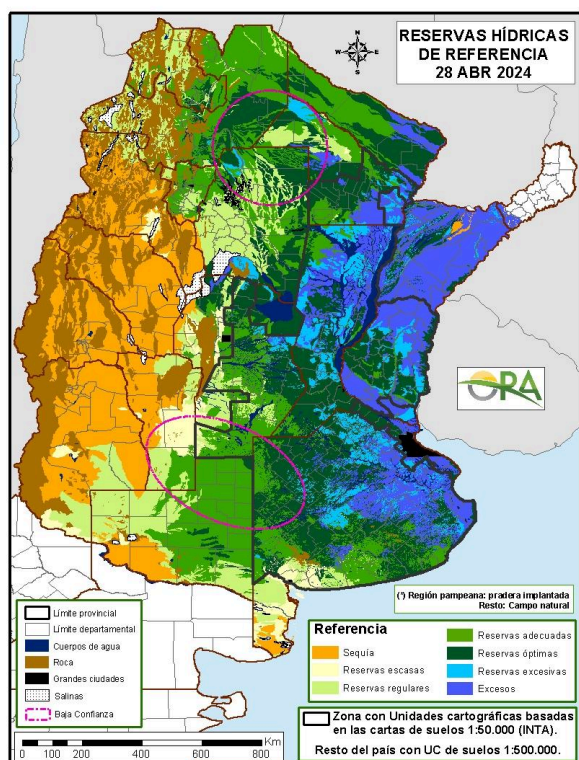 RESERVAS HÍDRICAS
DE REFERENCIA
28 ABR 2024
N
W
E
S
ORA
(*) Región pampeana: pradera implantada
Resto: Campo natural
Límite provincial
Límite departamental
Cuerpos de agua
Roca
Grandes ciudades
Salinas
Baja Confianza
Referencia
Sequía
Reservas escasas
Reservas regulares
Reservas adecuadas
Reservas óptimas
Reservas excesivas
Excesos
Zona con Unidades cartográficas basadas
en las cartas de suelos 1:50.000 (INTA).
Resto del país con UC de suelos 1:500.000.
Km
0 100 200 400 600 800